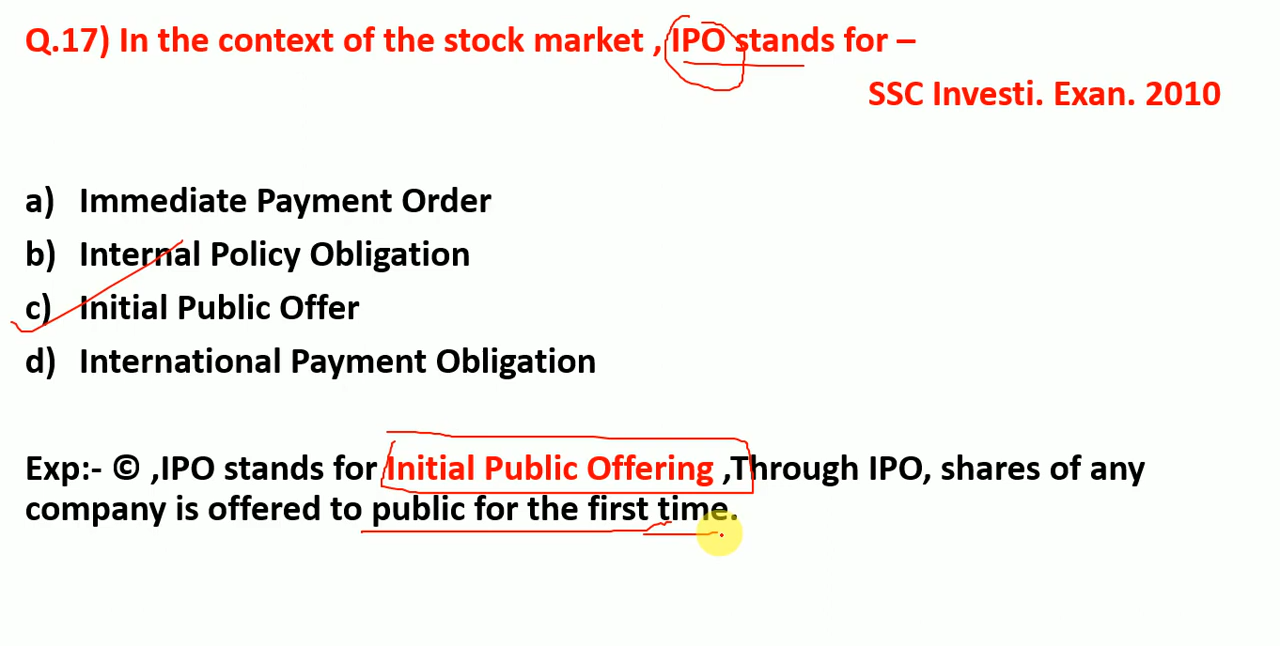 Q.17) In the context of the stock market , IPO stands for –
SSC Investi. Exan. 2010
a) Immediate Payment Order
b) Internal Policy Obligation
c) Initial Public Offer
d) International Payment Obligation
Exp:- © ,IPO stands for Initial Public Offering ,Through IPO, shares of any
company is offered to public for the first time.